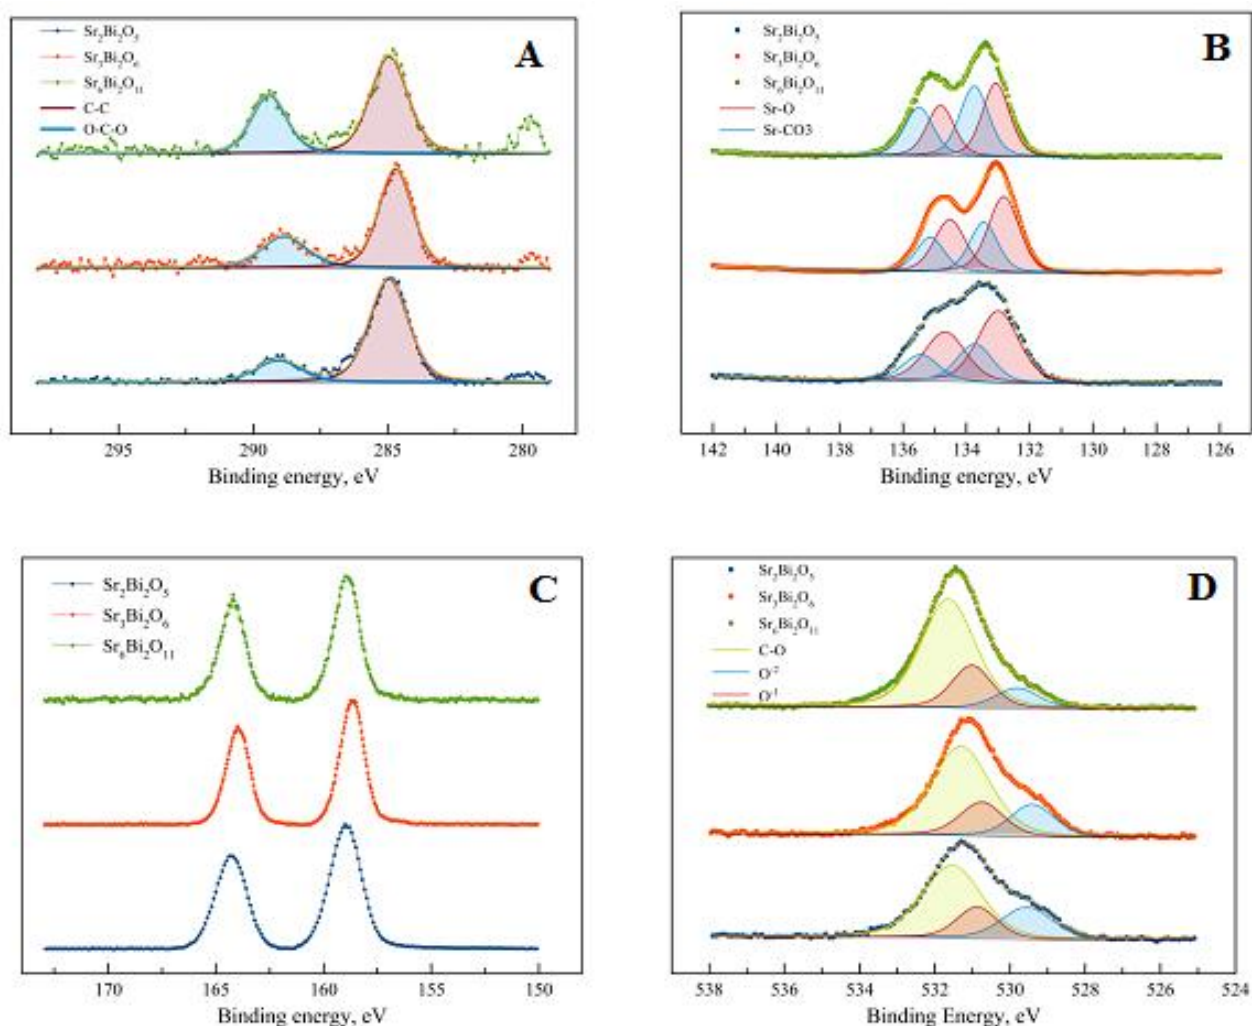 Sr₂Bi₂O₅
Sr₃Bi₂O₆
Sr₆Bi₂O₁₁
C-C
O-C-O
A
295 290 285 280
Binding energy, eV
Sr₂Bi₂O₅
Sr₃Bi₂O₆
Sr₆Bi₂O₁₁
Sr-O
Sr-CO3
B
142 140 138 136 134 132 130 128 126
Binding energy, eV
Sr₂Bi₂O₅
Sr₃Bi₂O₆
Sr₆Bi₂O₁₁
C
170 165 160 155 150
Binding energy, eV
Sr₂Bi₂O₅
Sr₃Bi₂O₆
Sr₆Bi₂O₁₁
C-O
O⁻²
O⁻¹
D
538 536 534 532 530 528 526 524
Binding Energy, eV